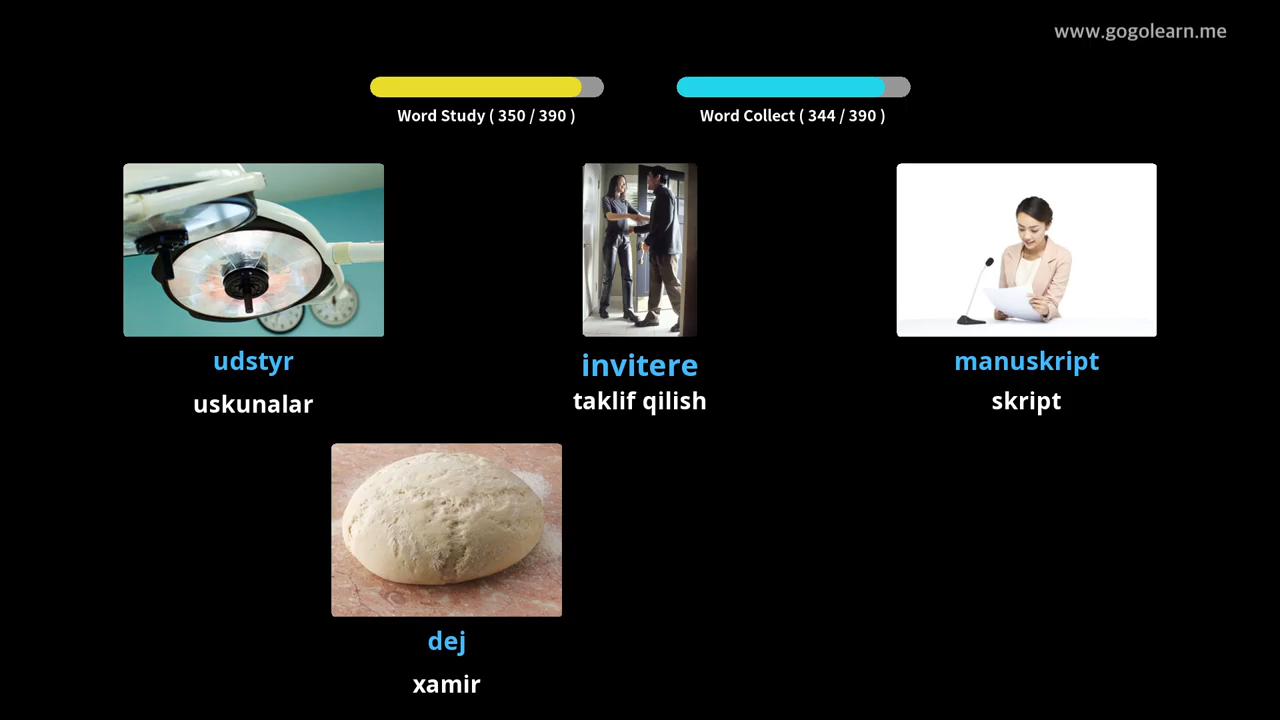 www.gogolearn.me
Word Study ( 350 / 390 )
Word Collect ( 344 / 390 )
udstyr
uskunalar
invitere
taklif qilish
manuskript
skript
dej
xamir